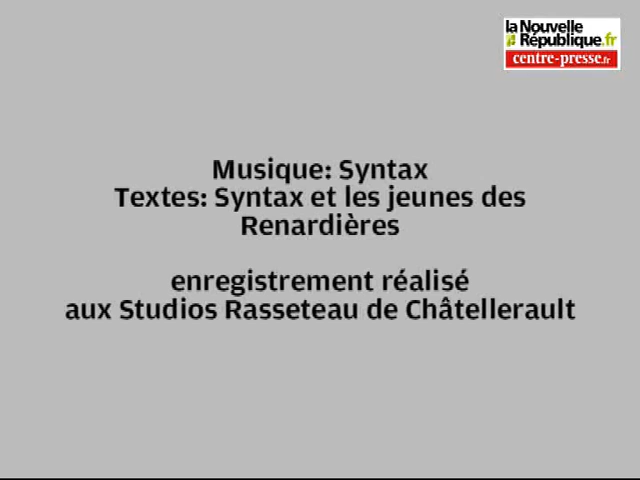 la Nouvelle
République.fr
centre-presse.fr
Musique: Syntax
Textes: Syntax et les jeunes des
Renardières
enregistrement réalisé
aux Studios Rasseteau de Châtellerault